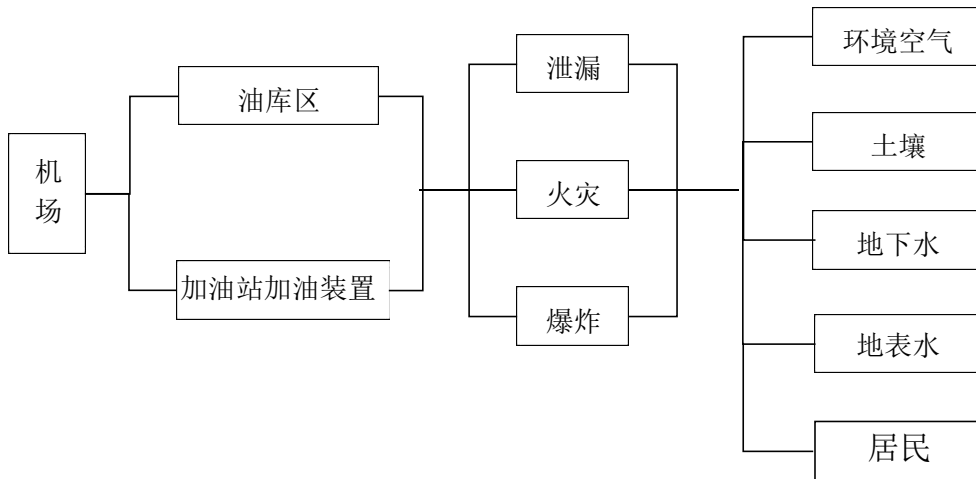 机
场
油库区
加油站加油装置
泄漏
火灾
爆炸
环境空气
土壤
地下水
地表水
居民